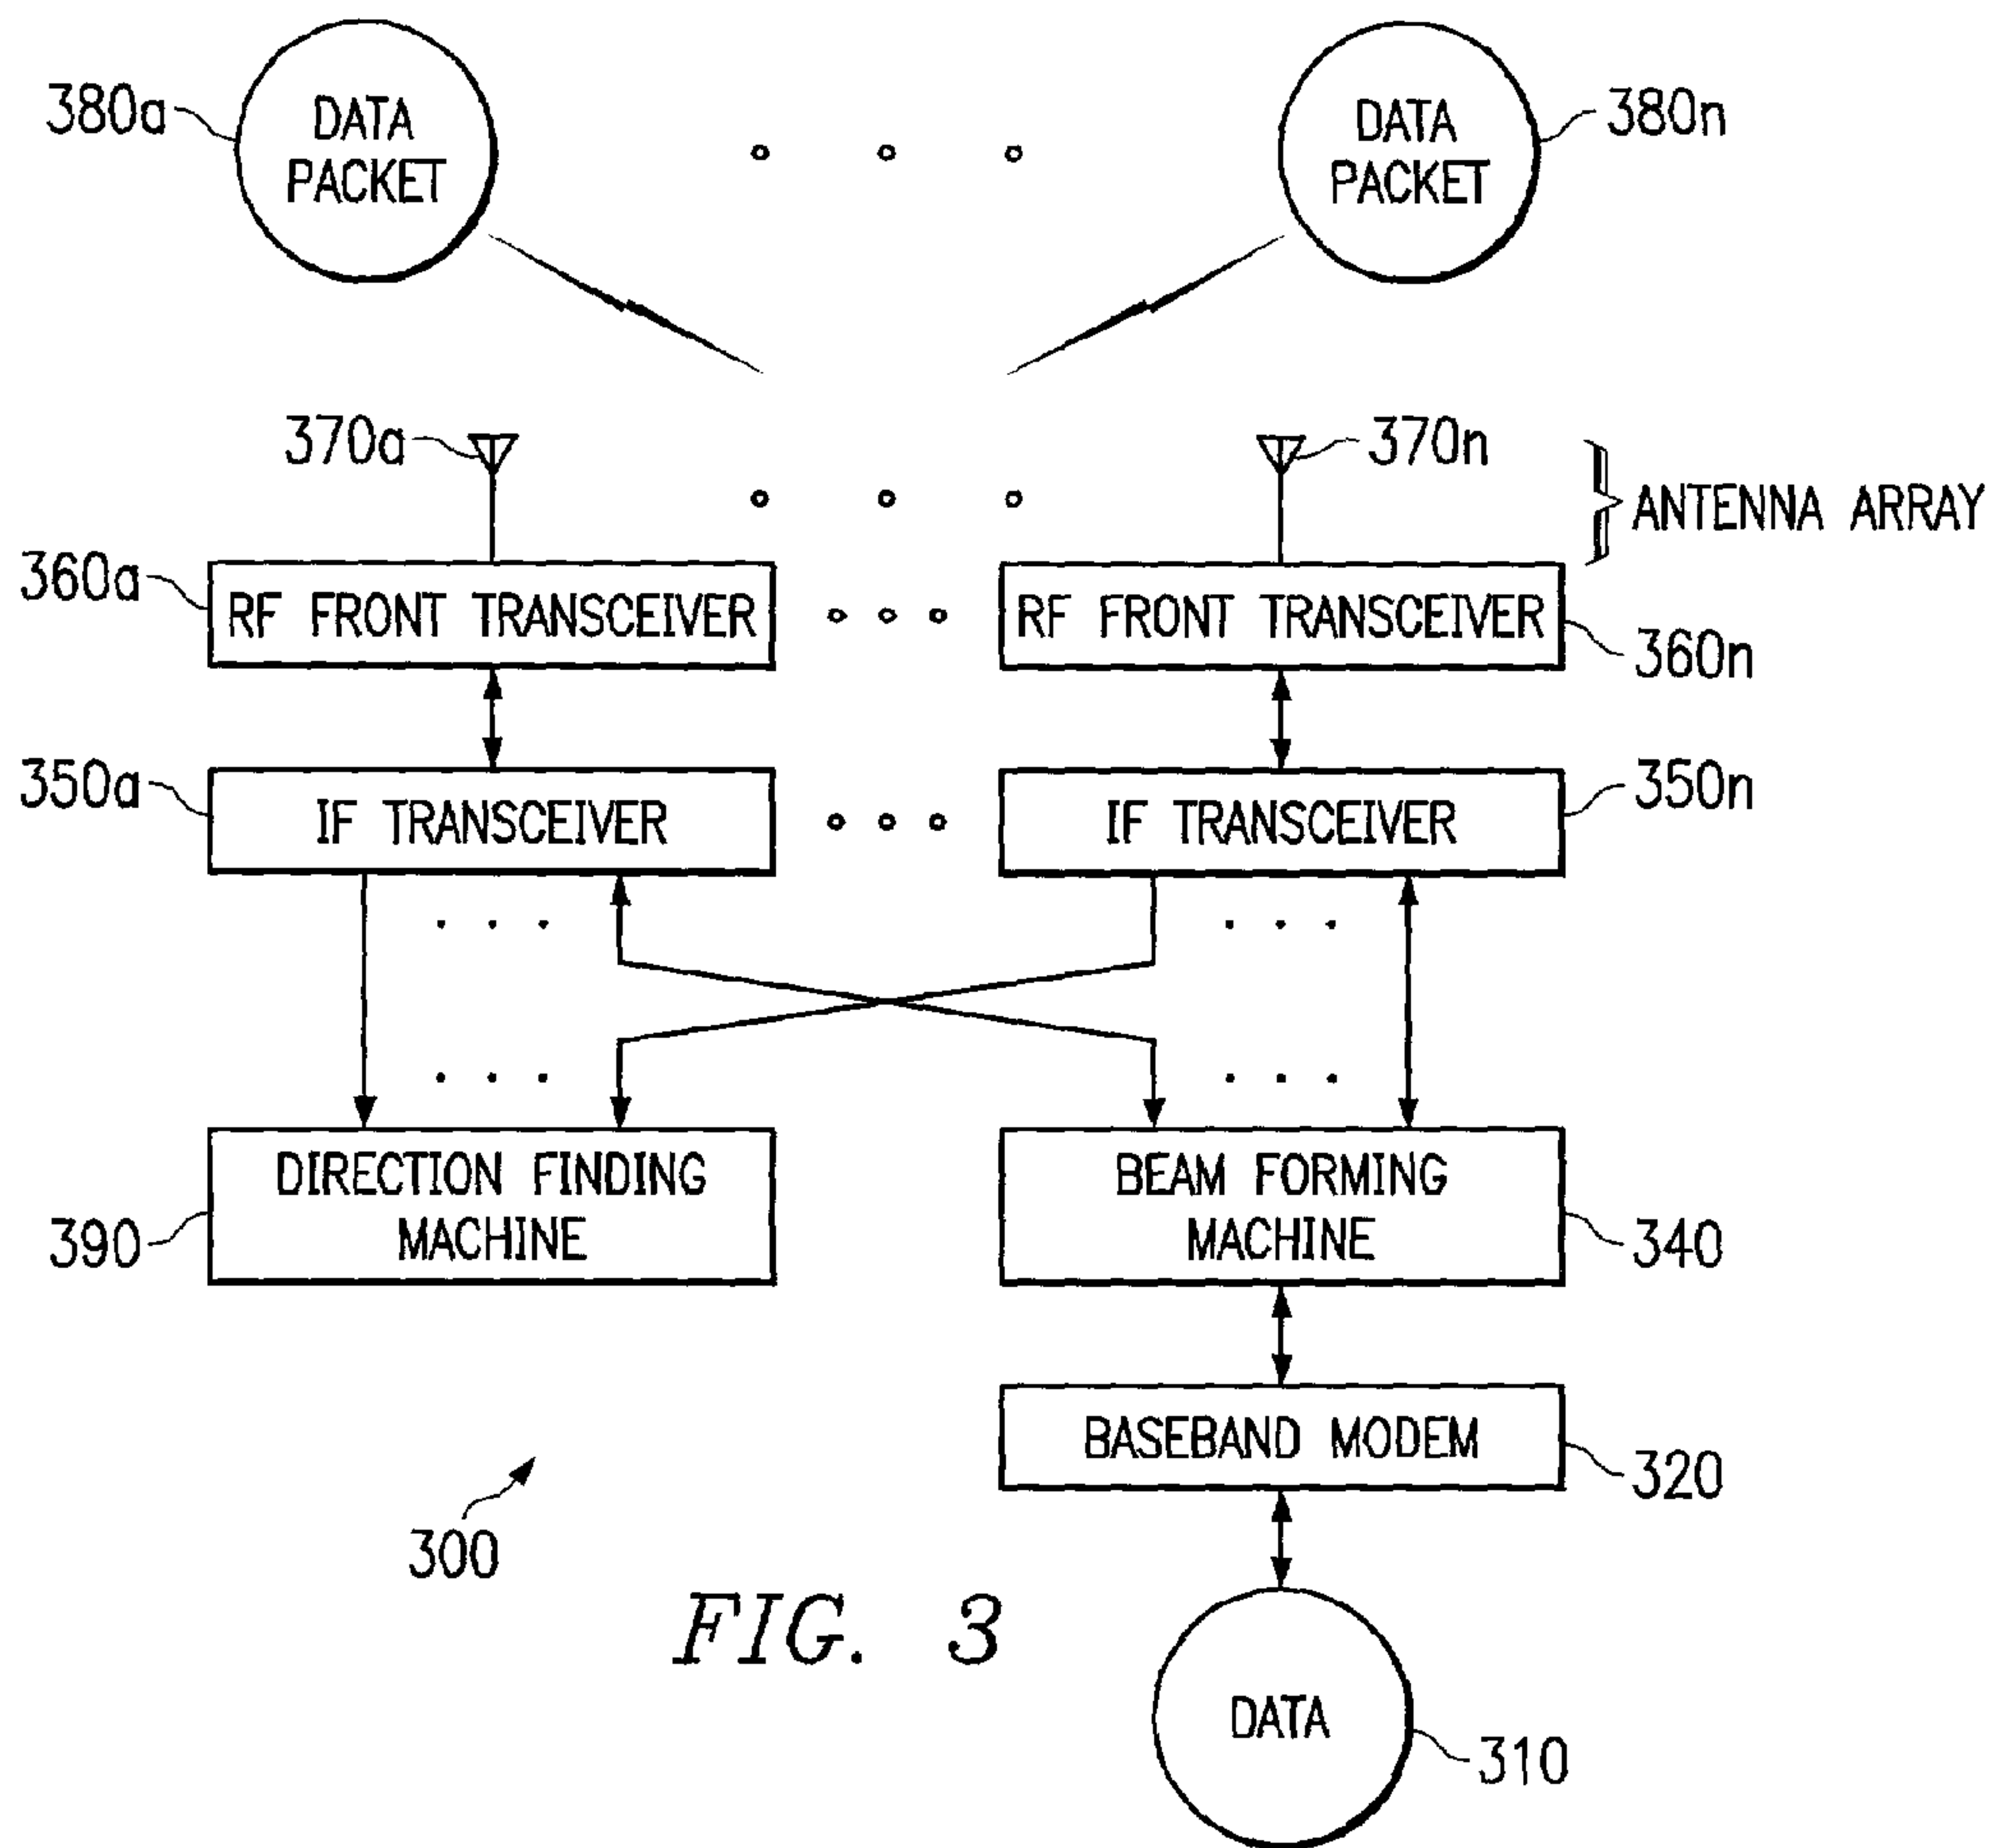 380a
DATA
PACKET
DATA
PACKET
380n
370a
370n
ANTENNA ARRAY
360a
RF FRONT TRANSCEIVER
RF FRONT TRANSCEIVER
360n
350a
IF TRANSCEIVER
IF TRANSCEIVER
350n
DIRECTION FINDING
MACHINE
390
BEAM FORMING
MACHINE
340
BASEBAND MODEM
320
300
FIG. 3
DATA
310